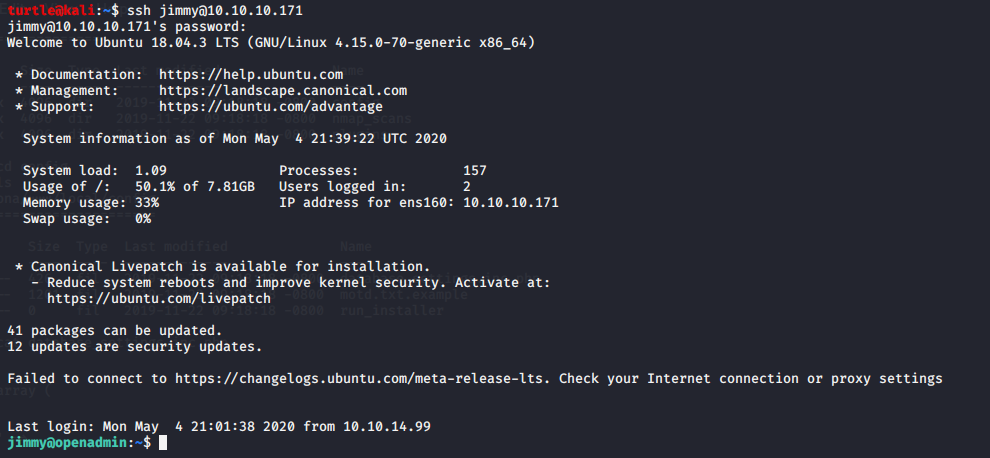 turtle@kali:~$ ssh jimmy@10.10.10.171
jimmy@10.10.10.171's password:
Welcome to Ubuntu 18.04.3 LTS (GNU/Linux 4.15.0-70-generic x86_64)
* Documentation:  https://help.ubuntu.com
* Management:     https://landscape.canonical.com
* Support:        https://ubuntu.com/advantage
System information as of Mon May  4 21:39:22 UTC 2020
System load:  1.09                Processes:             157
Usage of /:   50.1% of 7.81GB   Users logged in:       2
Memory usage: 33%               IP address for ens160: 10.10.10.171
Swap usage:   0%
* Canonical Livepatch is available for installation.
- Reduce system reboots and improve kernel security. Activate at:
https://ubuntu.com/livepatch
41 packages can be updated.
12 updates are security updates.
Failed to connect to https://changelogs.ubuntu.com/meta-release-lts. Check your Internet connection or proxy settings
Last login: Mon May  4 21:01:38 2020 from 10.10.14.99
jimmy@openadmin:~$